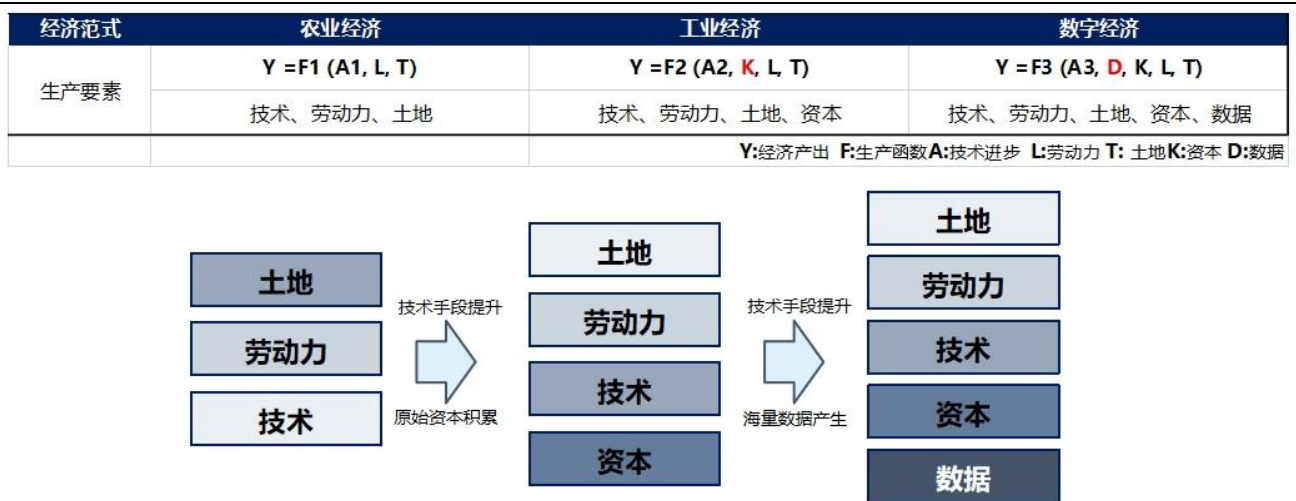 经济范式 农业经济 工业经济 数字经济
生产要素
Y =F1 (A1, L, T) Y =F2 (A2, K, L, T) Y =F3 (A3, D, K, L, T)
技术、劳动力、土地 技术、劳动力、土地、资本 技术、劳动力、土地、资本、数据
Y:经济产出 F:生产函数A:技术进步 L:劳动力 T: 土地K:资本 D:数据
土地
劳动力
技术
技术手段提升
原始资本积累
土地
劳动力
技术
资本
技术手段提升
海量数据产生
土地
劳动力
技术
资本
数据